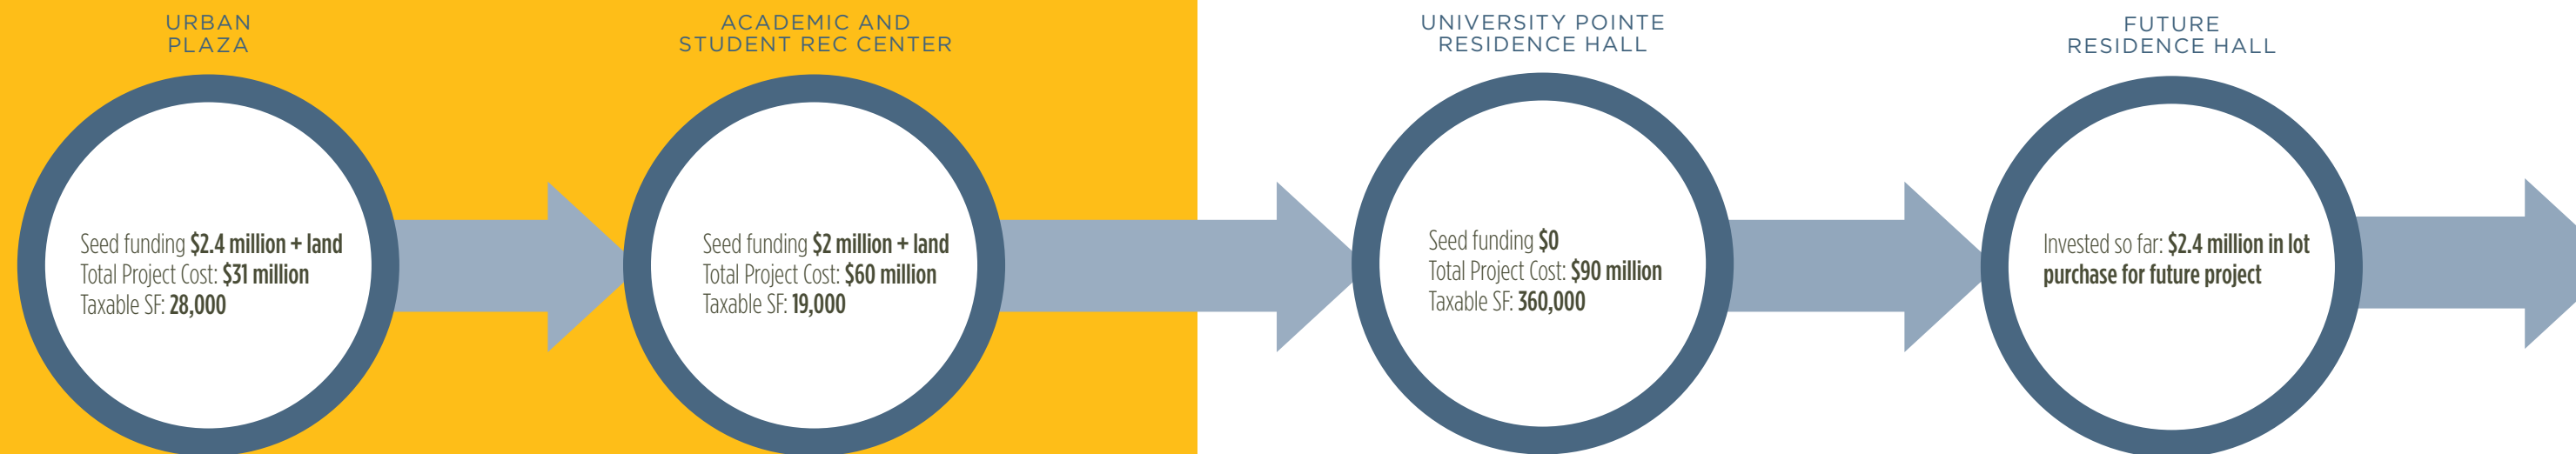 URBAN
PLAZA
Seed funding $2.4 million + land
Total Project Cost: $31 million
Taxable SF: 28,000
ACADEMIC AND
STUDENT REC CENTER
Seed funding $2 million + land
Total Project Cost: $60 million
Taxable SF: 19,000
UNIVERSITY POINTE
RESIDENCE HALL
Seed funding $0
Total Project Cost: $90 million
Taxable SF: 360,000
FUTURE
RESIDENCE HALL
Invested so far: $2.4 million in lot
purchase for future project